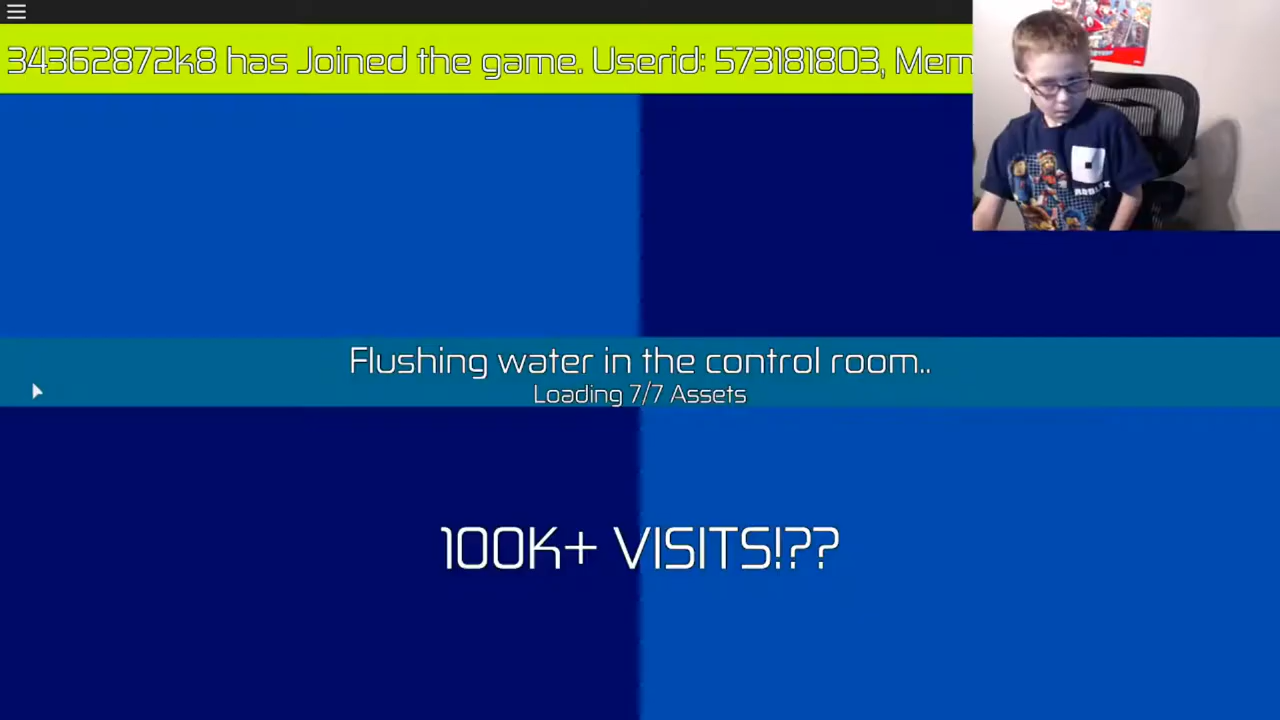 34362872k8 has Joined the game. Userid: 573181803, Mem
ROBLOX
Flushing water in the control room..
Loading 7/7 Assets
100K+ VISITS!??